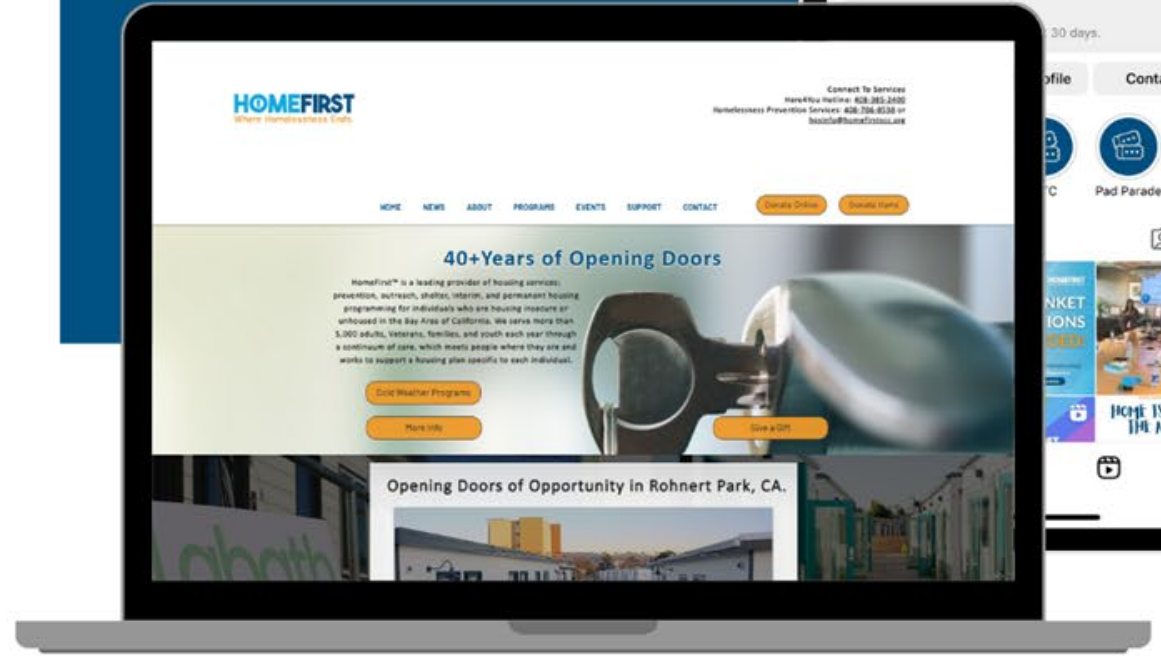 HOMEFIRST
Where Homelessness Ends
Connect To Services
Here4You Hotline: 408-385-2400
Homelessness Prevention Services: 408-706-8558 or
HOME NEWS ABOUT PROGRAMS EVENTS SUPPORT CONTACT Donate Online Donate Items
40+Years of Opening Doors
HomeFirst™ is a leading provider of housing services:
prevention, outreach, shelter, interim, and permanent housing
programming for individuals who are housing insecure or
unhoused in the Bay Area of California. We serve more than
5,000 adults, Veterans, families, and youth each year through
a continuum of care, which meets people where they are and
works to support a housing plan specific to each individual.
Cold Weather Programs
More Info Give a Gift
Opening Doors of Opportunity in Rohnert Park, CA.
30 days.
ofile Conta
TC Pad Parade
HOMEFIRST
NKET
IONS
HOME
THE